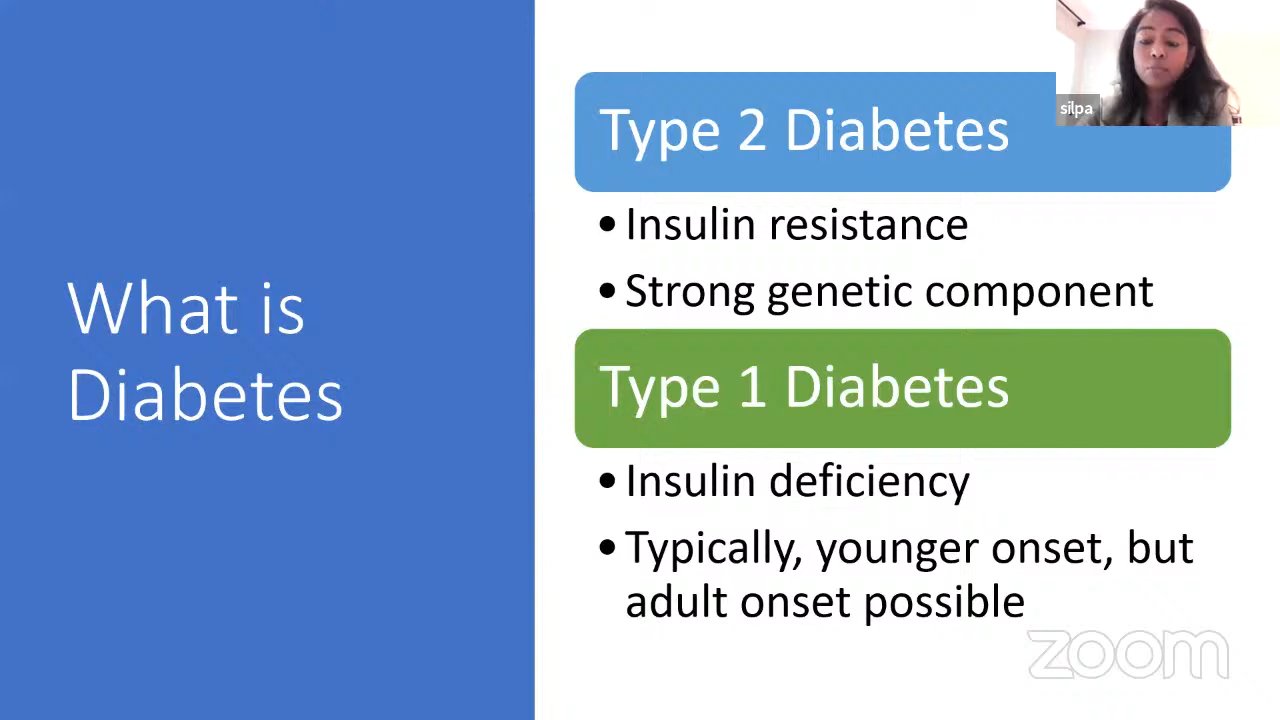 What is
Diabetes
Type 2 Diabetes
• Insulin resistance
• Strong genetic component
Type 1 Diabetes
• Insulin deficiency
• Typically, younger onset, but
adult onset possible
silpa
zoom